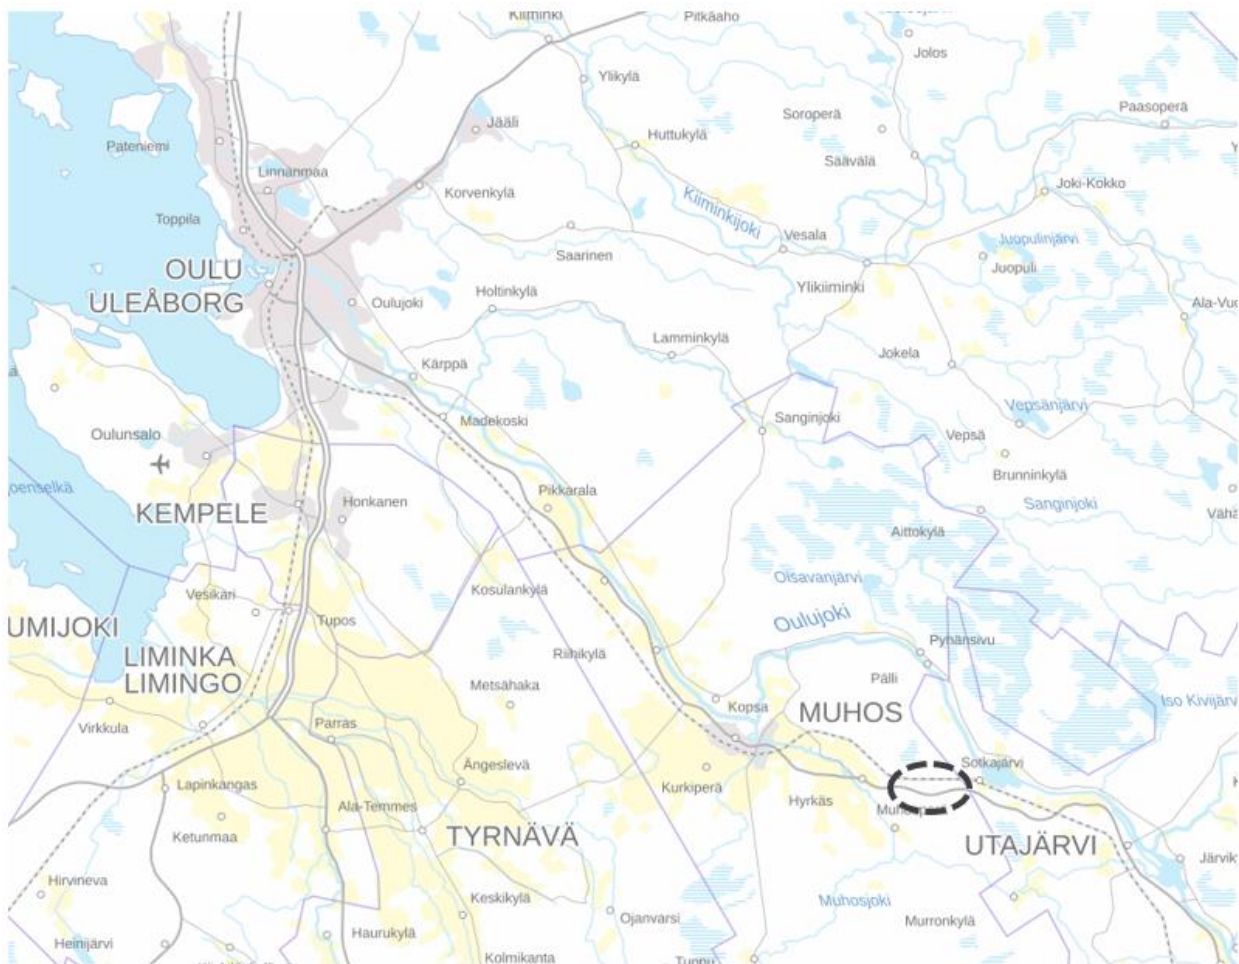 Kiiminki
Pitkäaho
Jolos
Ylikylä
Paasoperä
Soroperä
Jääli
Huttukylä
Pateniemi
Säävälä
Linnanmaa
Korvenkylä
Joki-Kokko
Kiiminkijoki
Toppila
Vesala
Juopulinjärvi
Saarinen
Juopuli
OULU
ULEÅBORG
Oulujoki
Holtinkylä
Ylikiiminki
Lamminkylä
Jokela
Kärppä
Vepsänjärvi
Madekoski
Sanginjoki
Oulunsalo
Vepsä
Brunninkylä
Pikkarala
Honkanen
Sanginjoki
KEMPELE
Aittokylä
Oisavanjärvi
Kosulankylä
Vesikari
Oulujoki
Tupos
UMIJOKI
Pyhänsivu
Riihikylä
LIMINKA
LIMINGO
Pälli
Metsähaka
Iso Kivijärv
Kopsa
MUHOS
Virkkula
Parras
Ängeslevä
Sotkajärvi
Lapinkangas
Kurkiperä
Hyrkäs
Ala-Temmes
Ketunmaa
TYRNÄVÄ
UTAJÄRVI
Järvik
Hirvineva
Keskikylä
Muhosjoki
Ojanvarsi
Murronkylä
Haurukylä
Heinijärvi
Kolmikanta